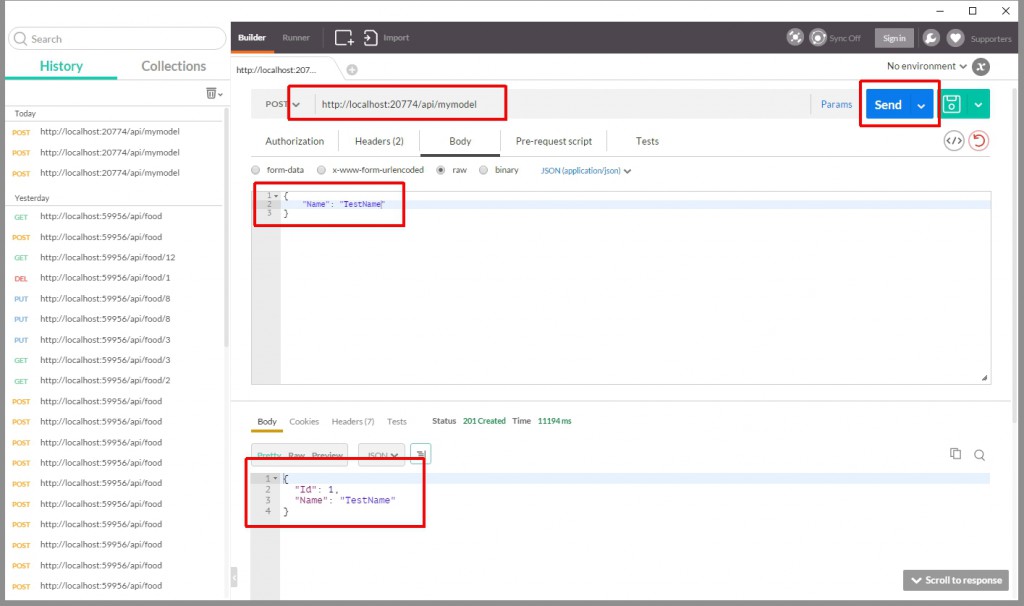 Search
History Collections
Today
POST http://localhost:20774/api/mymodel
POST http://localhost:20774/api/mymodel
POST http://localhost:20774/api/mymodel
Yesterday
GET http://localhost:59956/api/food
POST http://localhost:59956/api/food
GET http://localhost:59956/api/food/12
DEL http://localhost:59956/api/food/1
PUT http://localhost:59956/api/food/8
PUT http://localhost:59956/api/food/8
PUT http://localhost:59956/api/food/3
GET http://localhost:59956/api/food/3
GET http://localhost:59956/api/food/2
POST http://localhost:59956/api/food
POST http://localhost:59956/api/food
POST http://localhost:59956/api/food
POST http://localhost:59956/api/food
POST http://localhost:59956/api/food
POST http://localhost:59956/api/food
POST http://localhost:59956/api/food
POST http://localhost:59956/api/food
POST http://localhost:59956/api/food
POST http://localhost:59956/api/food
Builder Runner Import Sync Off Sign in Supporters
http://localhost:207... No environment
POST http://localhost:20774/api/mymodel Params Send
Authorization Headers (2) Body Pre-request script Tests
form-data x-www-form-urlencoded raw binary JSON (application/json)
1 {
2 "Name": "TestName"
3 }
Body Cookies Headers (7) Tests Status 201 Created Time 11194 ms
Pretty Raw Preview JSON
1 {
2 "Id": 1,
3 "Name": "TestName"
4 }
Scroll to response